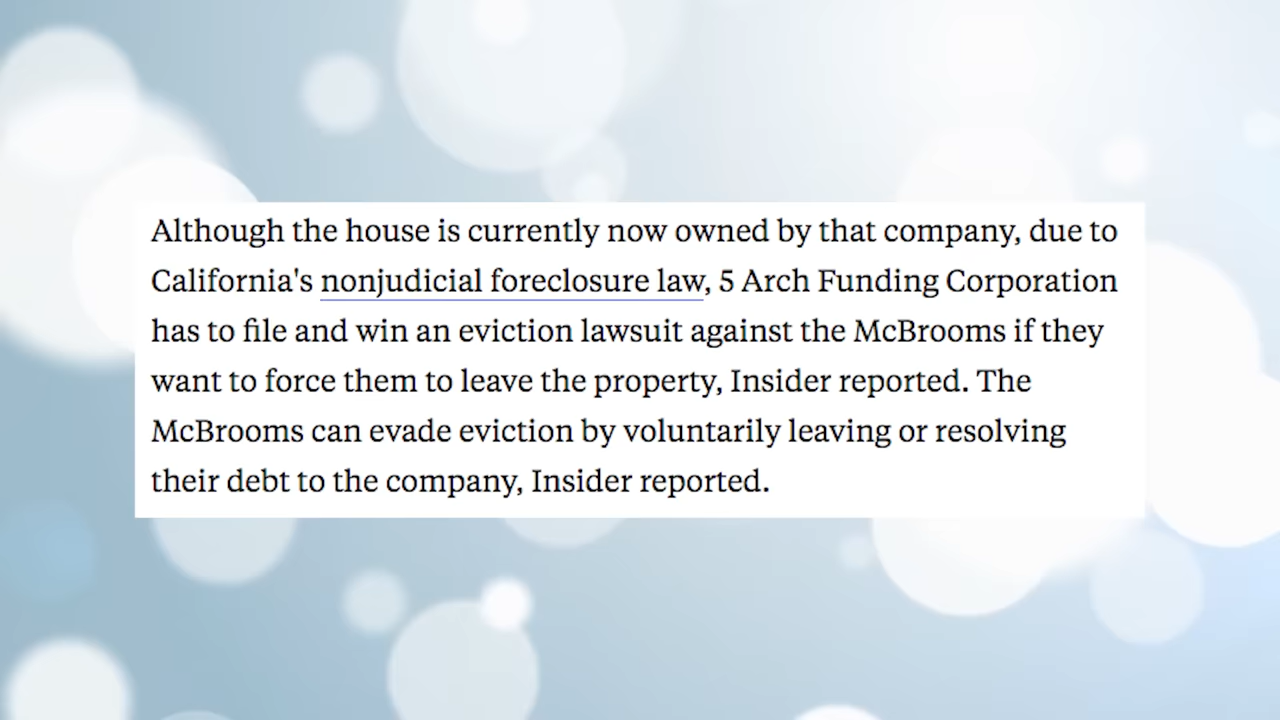 Although the house is currently now owned by that company, due to
California's nonjudicial foreclosure law, 5 Arch Funding Corporation
has to file and win an eviction lawsuit against the McBrooms if they
want to force them to leave the property, Insider reported. The
McBrooms can evade eviction by voluntarily leaving or resolving
their debt to the company, Insider reported.